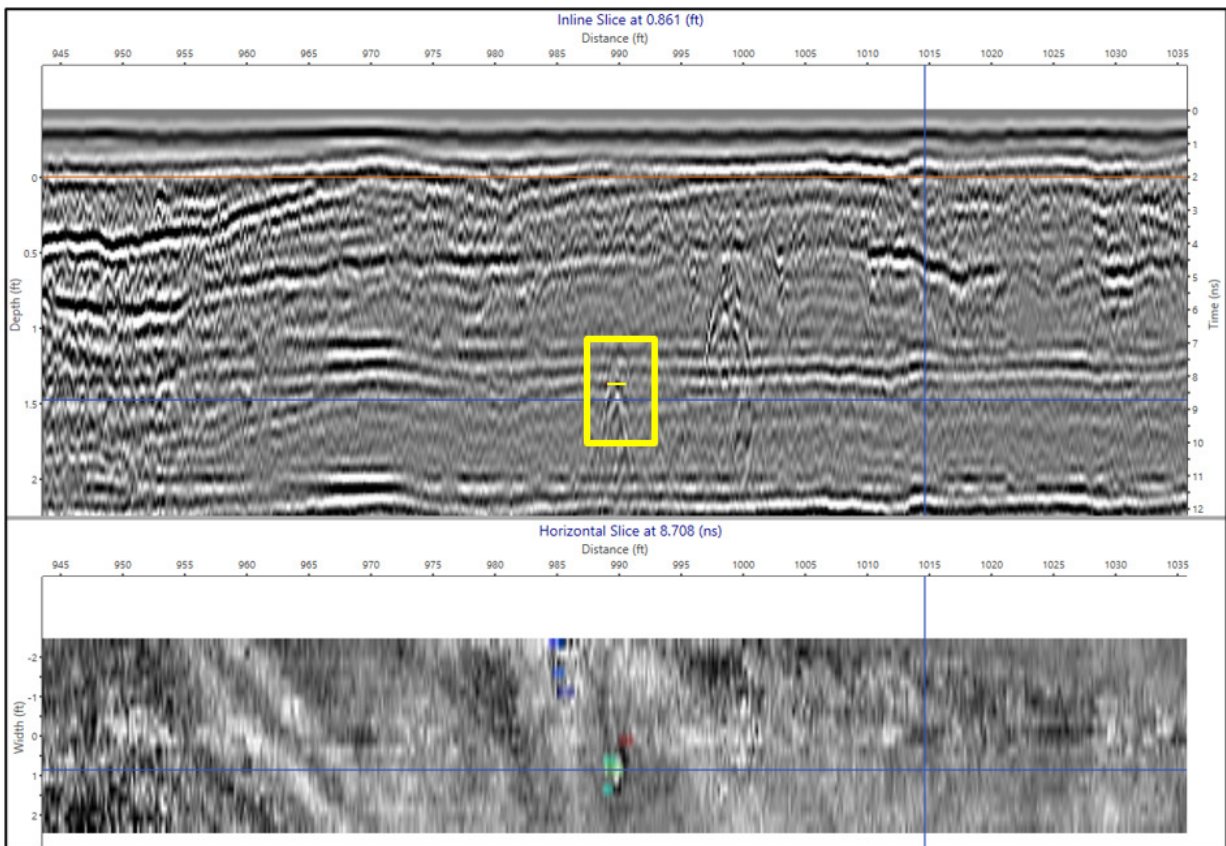 Inline Slice at 0.861 (ft)
Distance (ft)
945 950 955 960 965 970 975 980 985 990 995 1000 1005 1010 1015 1020 1025 1030 1035
Depth (ft)
0
0.5
1
1.5
2
Time (ns)
0
1
2
3
4
5
6
7
8
9
10
11
12
Horizontal Slice at 8.708 (ns)
Distance (ft)
945 950 955 960 965 970 975 980 985 990 995 1000 1005 1010 1015 1020 1025 1030 1035
Width (ft)
-2
-1
0
1
2